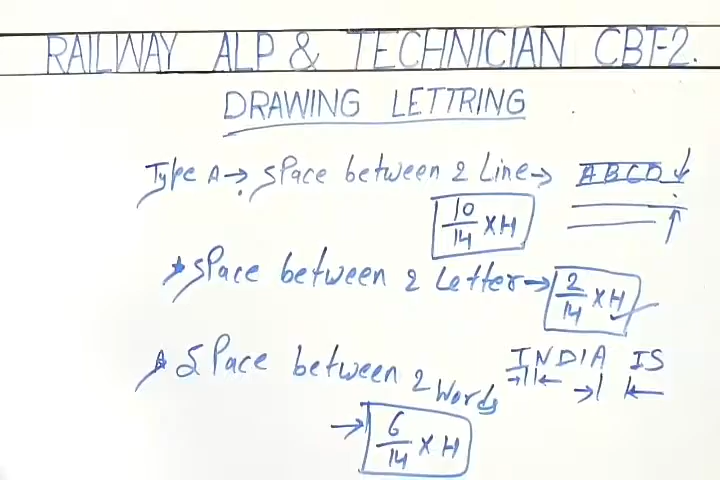 RAILWAY ALP & TECHNICIAN CBT-2.
DRAWING LETTRING
Type A → Space between 2 Line →
ABCD
10/14 × H
Space between 2 Letter → 2/14 × H
Space between 2 Words
INDIA IS
→ 6/14 × H